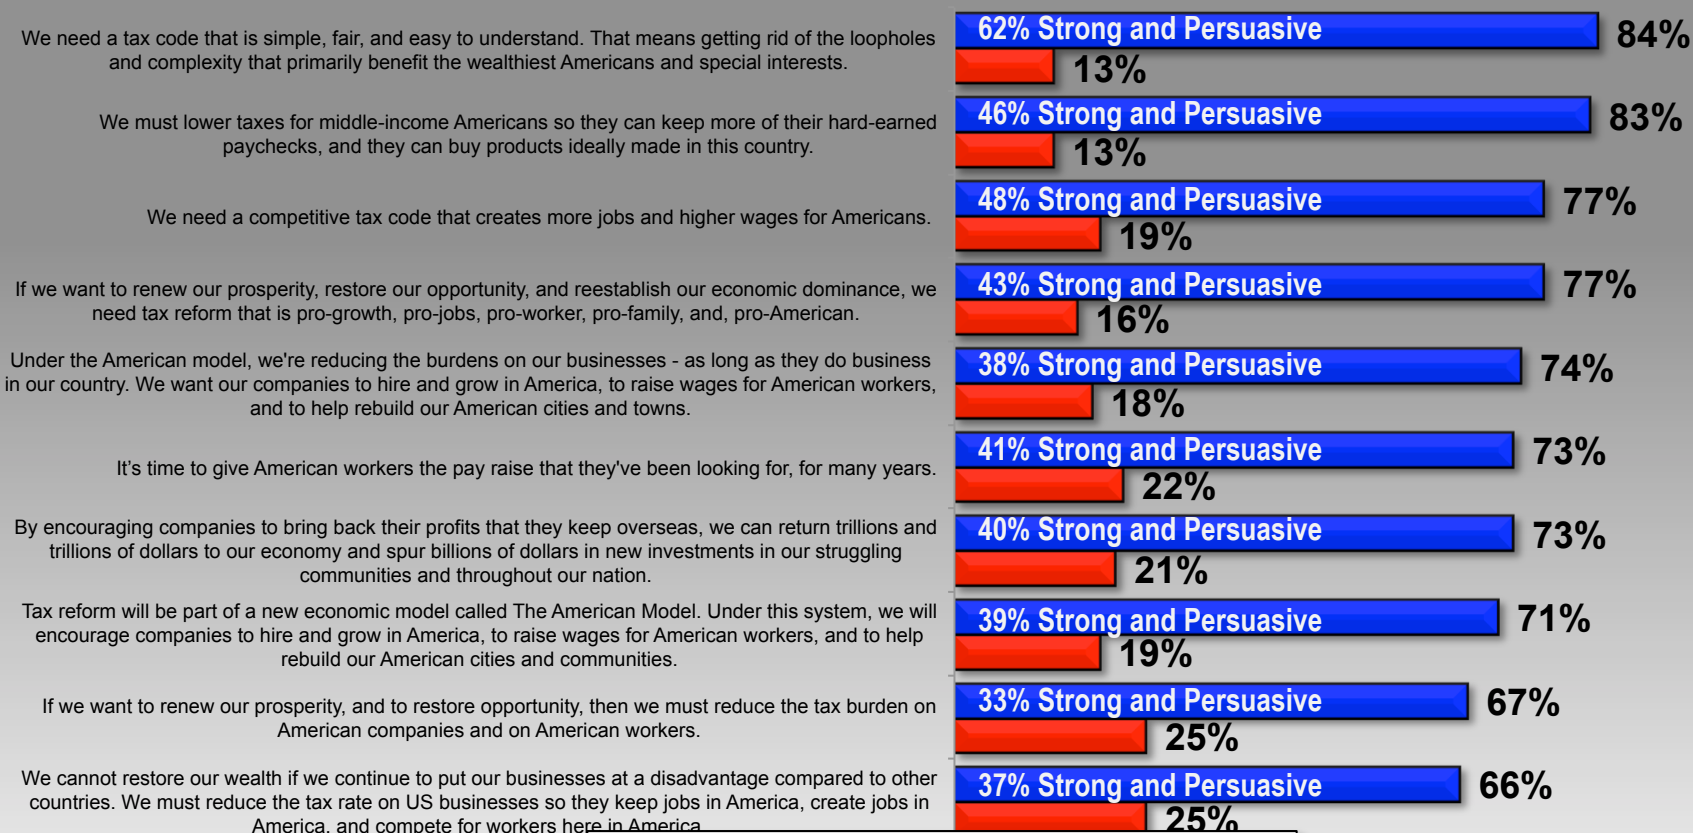 We need a tax code that is simple, fair, and easy to understand. That means getting rid of the loopholes
and complexity that primarily benefit the wealthiest Americans and special interests.
62% Strong and Persuasive
84%
13%
We must lower taxes for middle-income Americans so they can keep more of their hard-earned
paychecks, and they can buy products ideally made in this country.
46% Strong and Persuasive
83%
13%
We need a competitive tax code that creates more jobs and higher wages for Americans.
48% Strong and Persuasive
77%
19%
If we want to renew our prosperity, restore our opportunity, and reestablish our economic dominance, we
need tax reform that is pro-growth, pro-jobs, pro-worker, pro-family, and, pro-American.
43% Strong and Persuasive
77%
16%
Under the American model, we're reducing the burdens on our businesses - as long as they do business
in our country. We want our companies to hire and grow in America, to raise wages for American workers,
and to help rebuild our American cities and towns.
38% Strong and Persuasive
74%
18%
It’s time to give American workers the pay raise that they've been looking for, for many years.
41% Strong and Persuasive
73%
22%
By encouraging companies to bring back their profits that they keep overseas, we can return trillions and
trillions of dollars to our economy and spur billions of dollars in new investments in our struggling
communities and throughout our nation.
40% Strong and Persuasive
73%
21%
Tax reform will be part of a new economic model called The American Model. Under this system, we will
encourage companies to hire and grow in America, to raise wages for American workers, and to help
rebuild our American cities and communities.
39% Strong and Persuasive
71%
19%
If we want to renew our prosperity, and to restore opportunity, then we must reduce the tax burden on
American companies and on American workers.
33% Strong and Persuasive
67%
25%
We cannot restore our wealth if we continue to put our businesses at a disadvantage compared to other
countries. We must reduce the tax rate on US businesses so they keep jobs in America, create jobs in
America, and compete for workers here in America
37% Strong and Persuasive
66%
25%